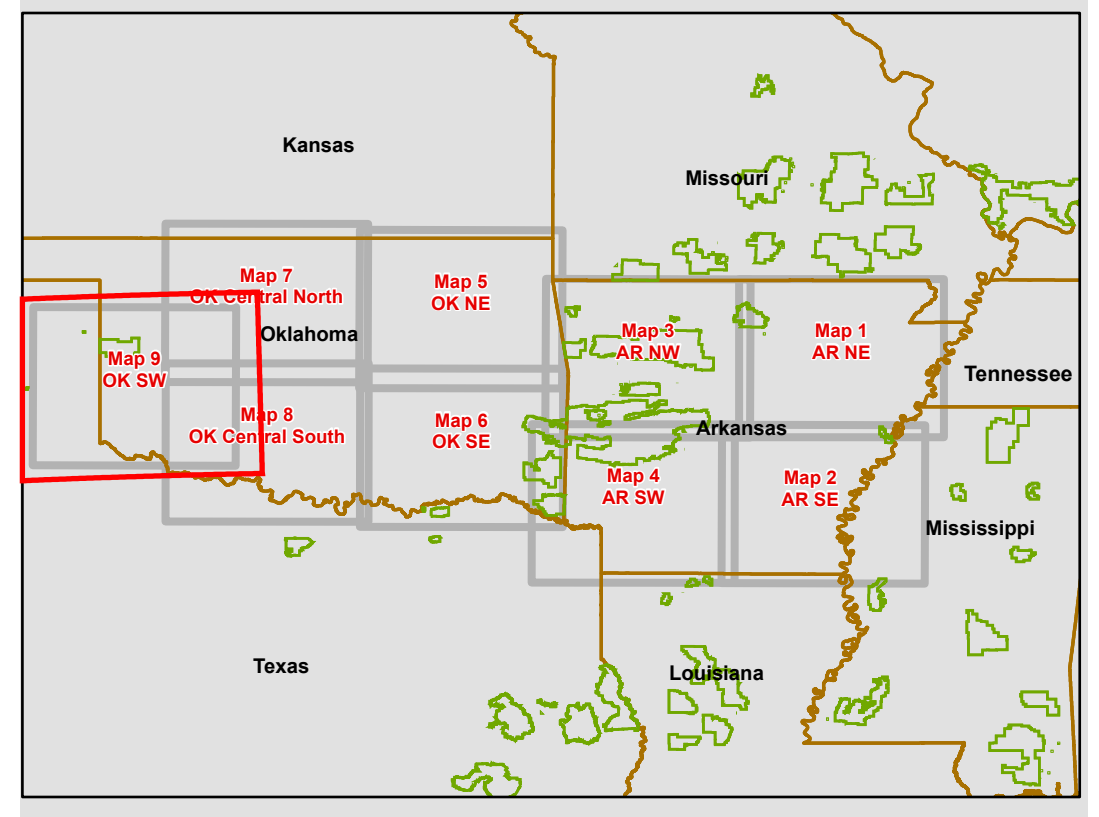 Kansas
Missouri
Map 7
OK Central North
Map 5
OK NE
Oklahoma
Map 3
AR NW
Map 1
AR NE
Map 9
OK SW
Tennessee
Map 8
OK Central South
Map 6
OK SE
Arkansas
Map 4
AR SW
Map 2
AR SE
Mississippi
Texas
Louisiana